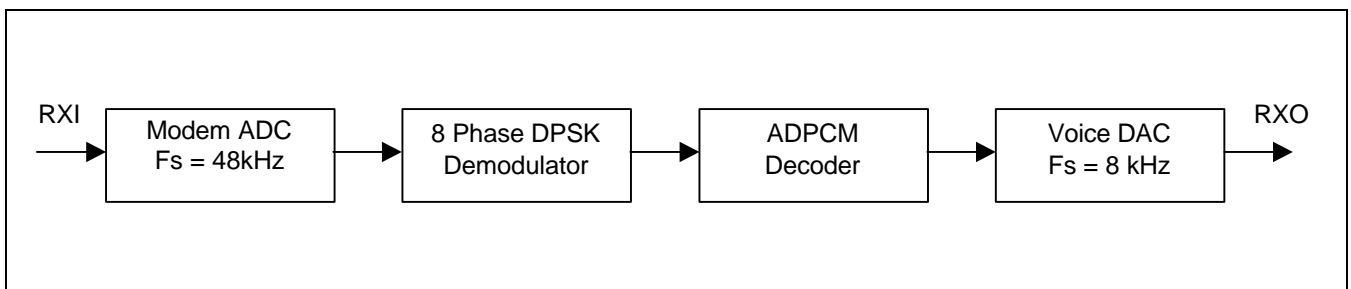 RXI
Modem ADC
Fs = 48kHz
8 Phase DPSK
Demodulator
ADPCM
Decoder
Voice DAC
Fs = 8 kHz
RXO